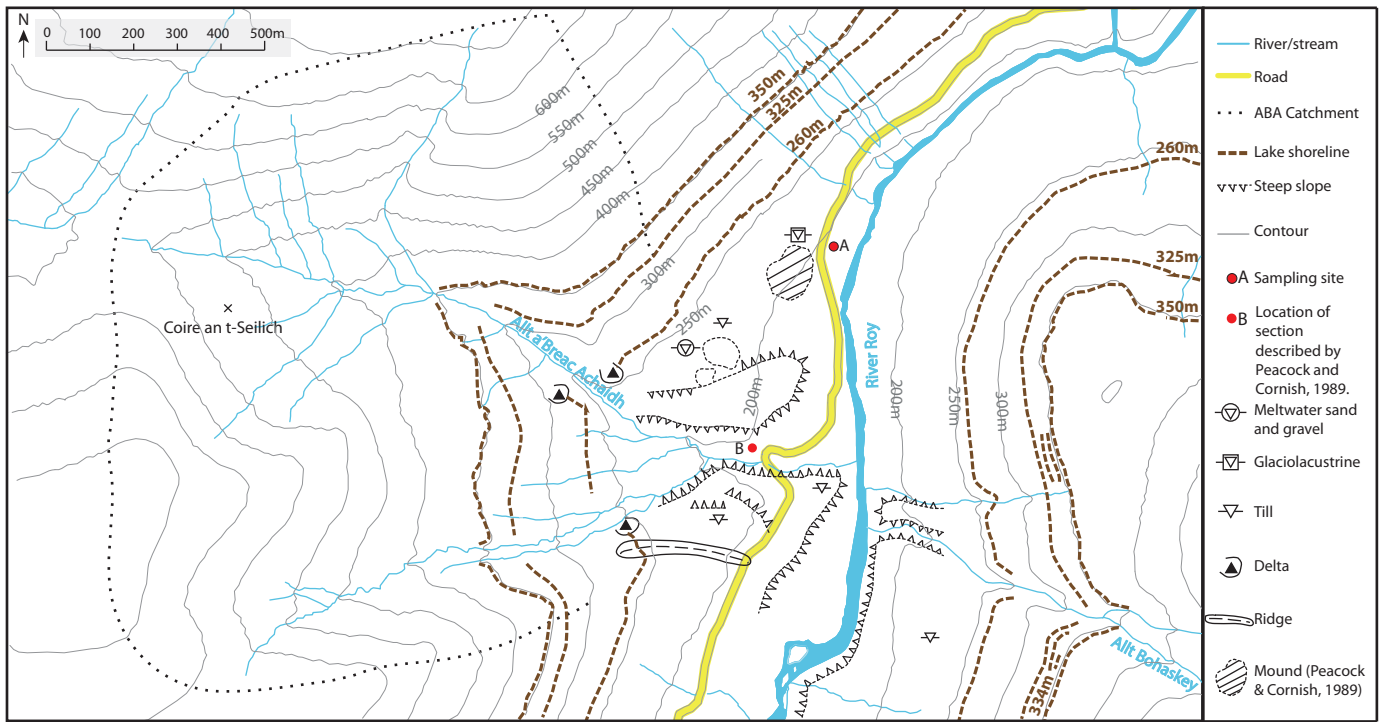 N
0 100 200 300 400 500m
350m
325m
260m
600m
550m
500m
450m
400m
300m
250m
260m
325m
350m
A
Coire an t-Seilich
Allt a'Breac Achaidh
River Roy
200m
200m
250m
300m
B
334m
Allt Bohaskey
River/stream
Road
ABA Catchment
Lake shoreline
Steep slope
Contour
A Sampling site
B Location of
section
described by
Peacock and
Cornish, 1989.
Meltwater sand
and gravel
Glaciolacustrine
Till
Delta
Ridge
Mound (Peacock
& Cornish, 1989)